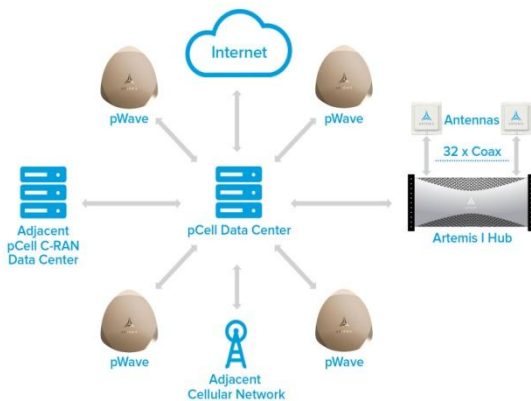 Internet
pWave
pWave
Antennas
32 x Coax
Adjacent
pCell C-RAN
Data Center
pCell Data Center
Artemis I Hub
pWave
pWave
Adjacent
Cellular Network